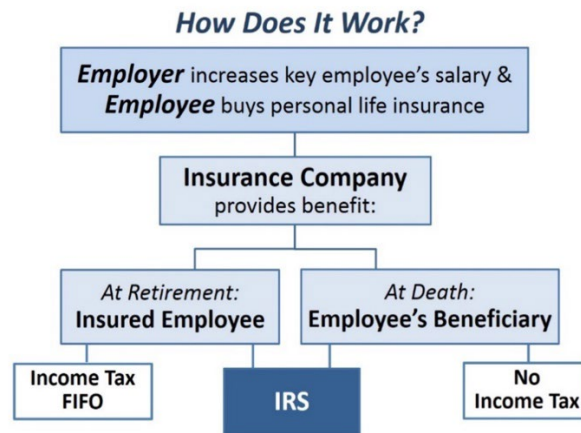 How Does It Work?
Employer increases key employee's salary &
Employee buys personal life insurance
Insurance Company
provides benefit:
At Retirement:
Insured Employee
At Death:
Employee's Beneficiary
Income Tax
FIFO
IRS
No
Income Tax